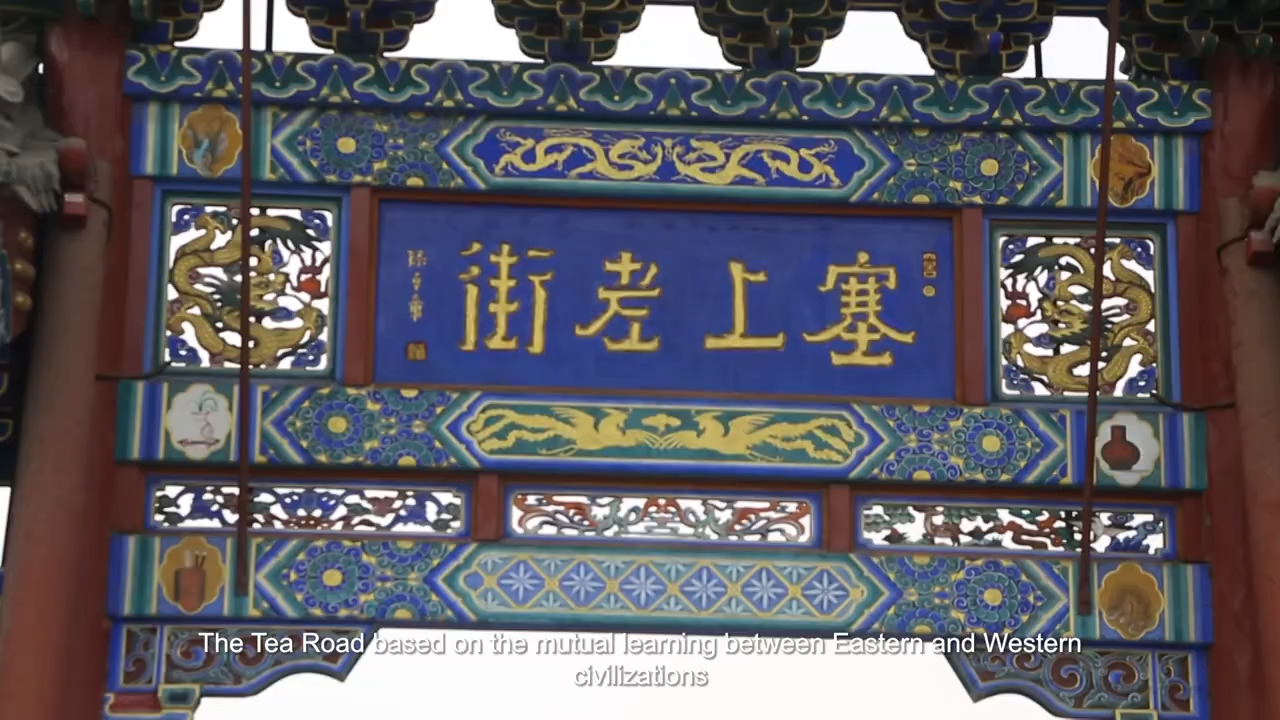 塞上老街
The Tea Road based on the mutual learning between Eastern and Western
civilizations